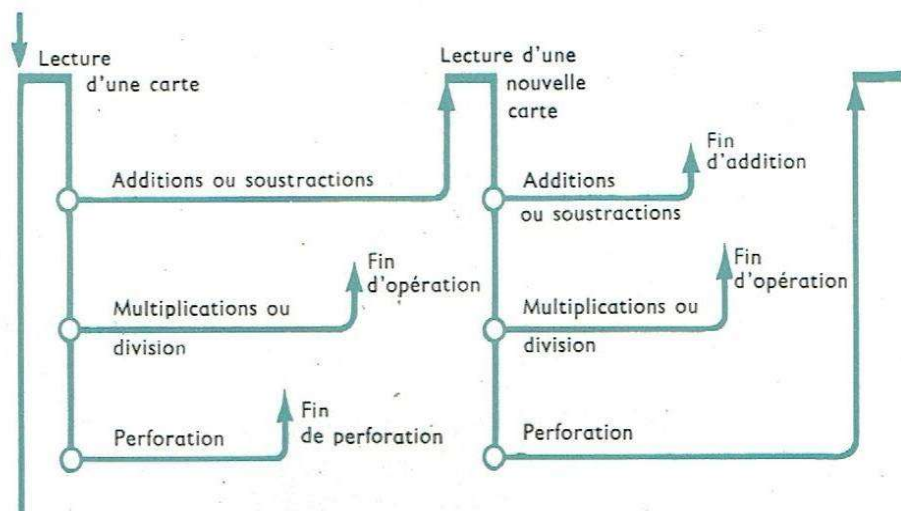 Lecture
d'une carte
Lecture d'une
nouvelle
carte
Additions ou soustractions
Fin
d'addition
Additions
ou soustractions
Fin
d'opération
Multiplications ou
division
Fin
d'opération
Multiplications ou
division
Fin
de perforation
Perforation
Perforation